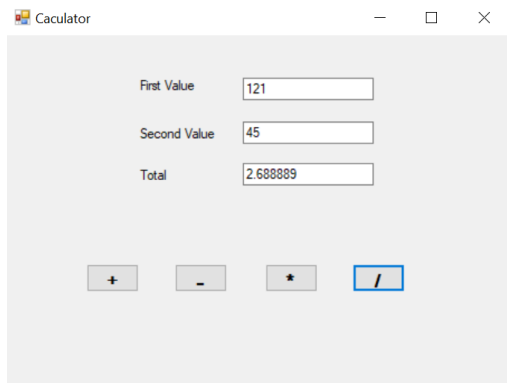 Caculator
First Value 121
Second Value 45
Total 2.688889
+ - * /